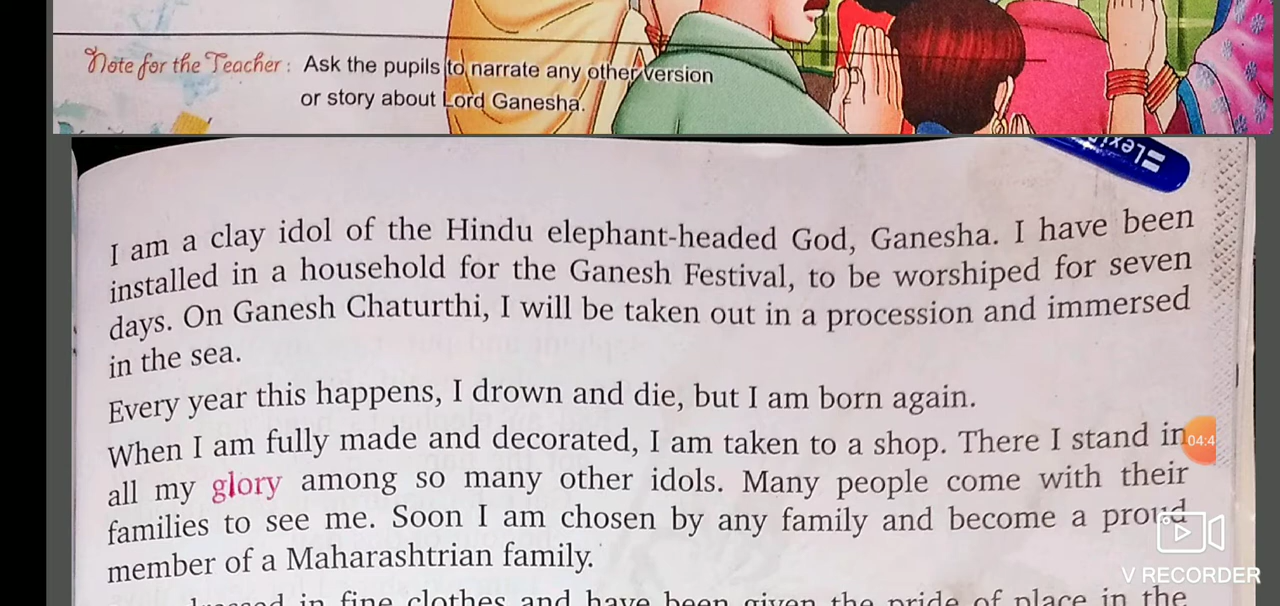 Note for the Teacher : Ask the pupils to narrate any other version
or story about Lord Ganesha.
Lexi
I am a clay idol of the Hindu elephant-headed God, Ganesha. I have been
installed in a household for the Ganesh Festival, to be worshiped for seven
days. On Ganesh Chaturthi, I will be taken out in a procession and immersed
in the sea.
Every year this happens, I drown and die, but I am born again.
When I am fully made and decorated, I am taken to a shop. There I stand in
04:4
all my glory among so many other idols. Many people come with their
families to see me. Soon I am chosen by any family and become a proud
member of a Maharashtrian family.
V RECORDER
in fine clothes and have been given the pride of place in the